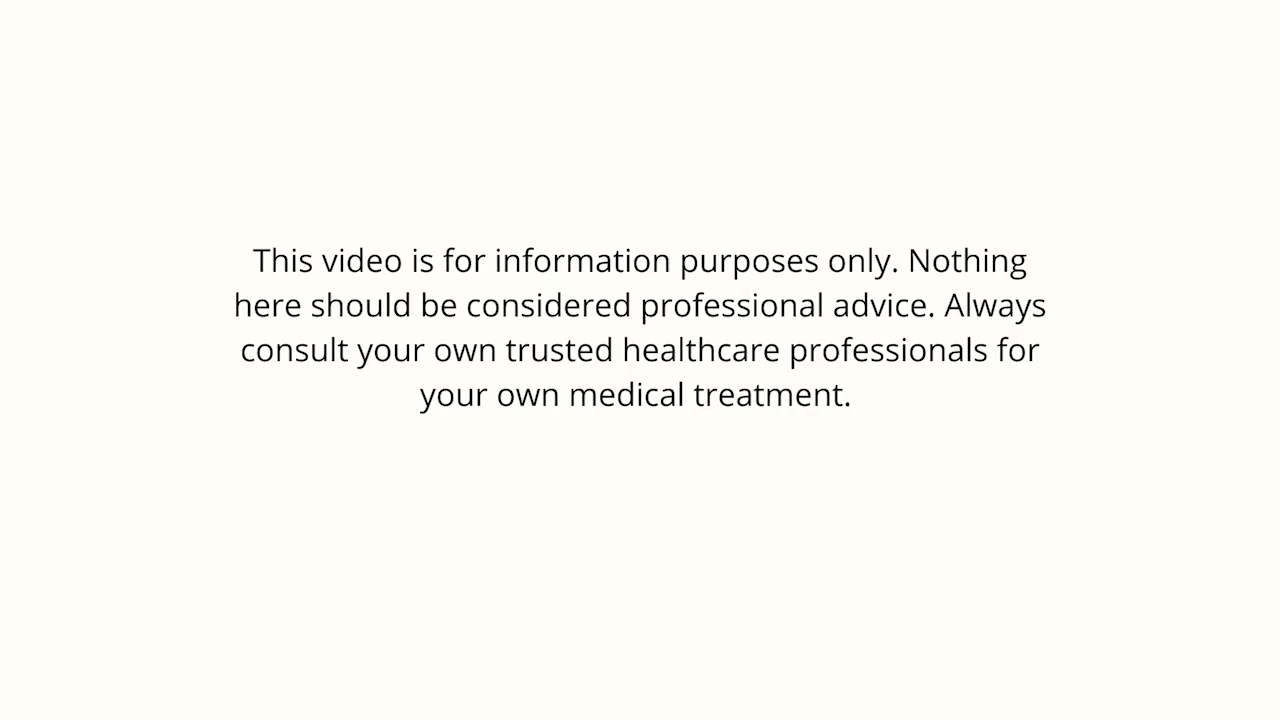 This video is for information purposes only. Nothing
here should be considered professional advice. Always
consult your own trusted healthcare professionals for
your own medical treatment.